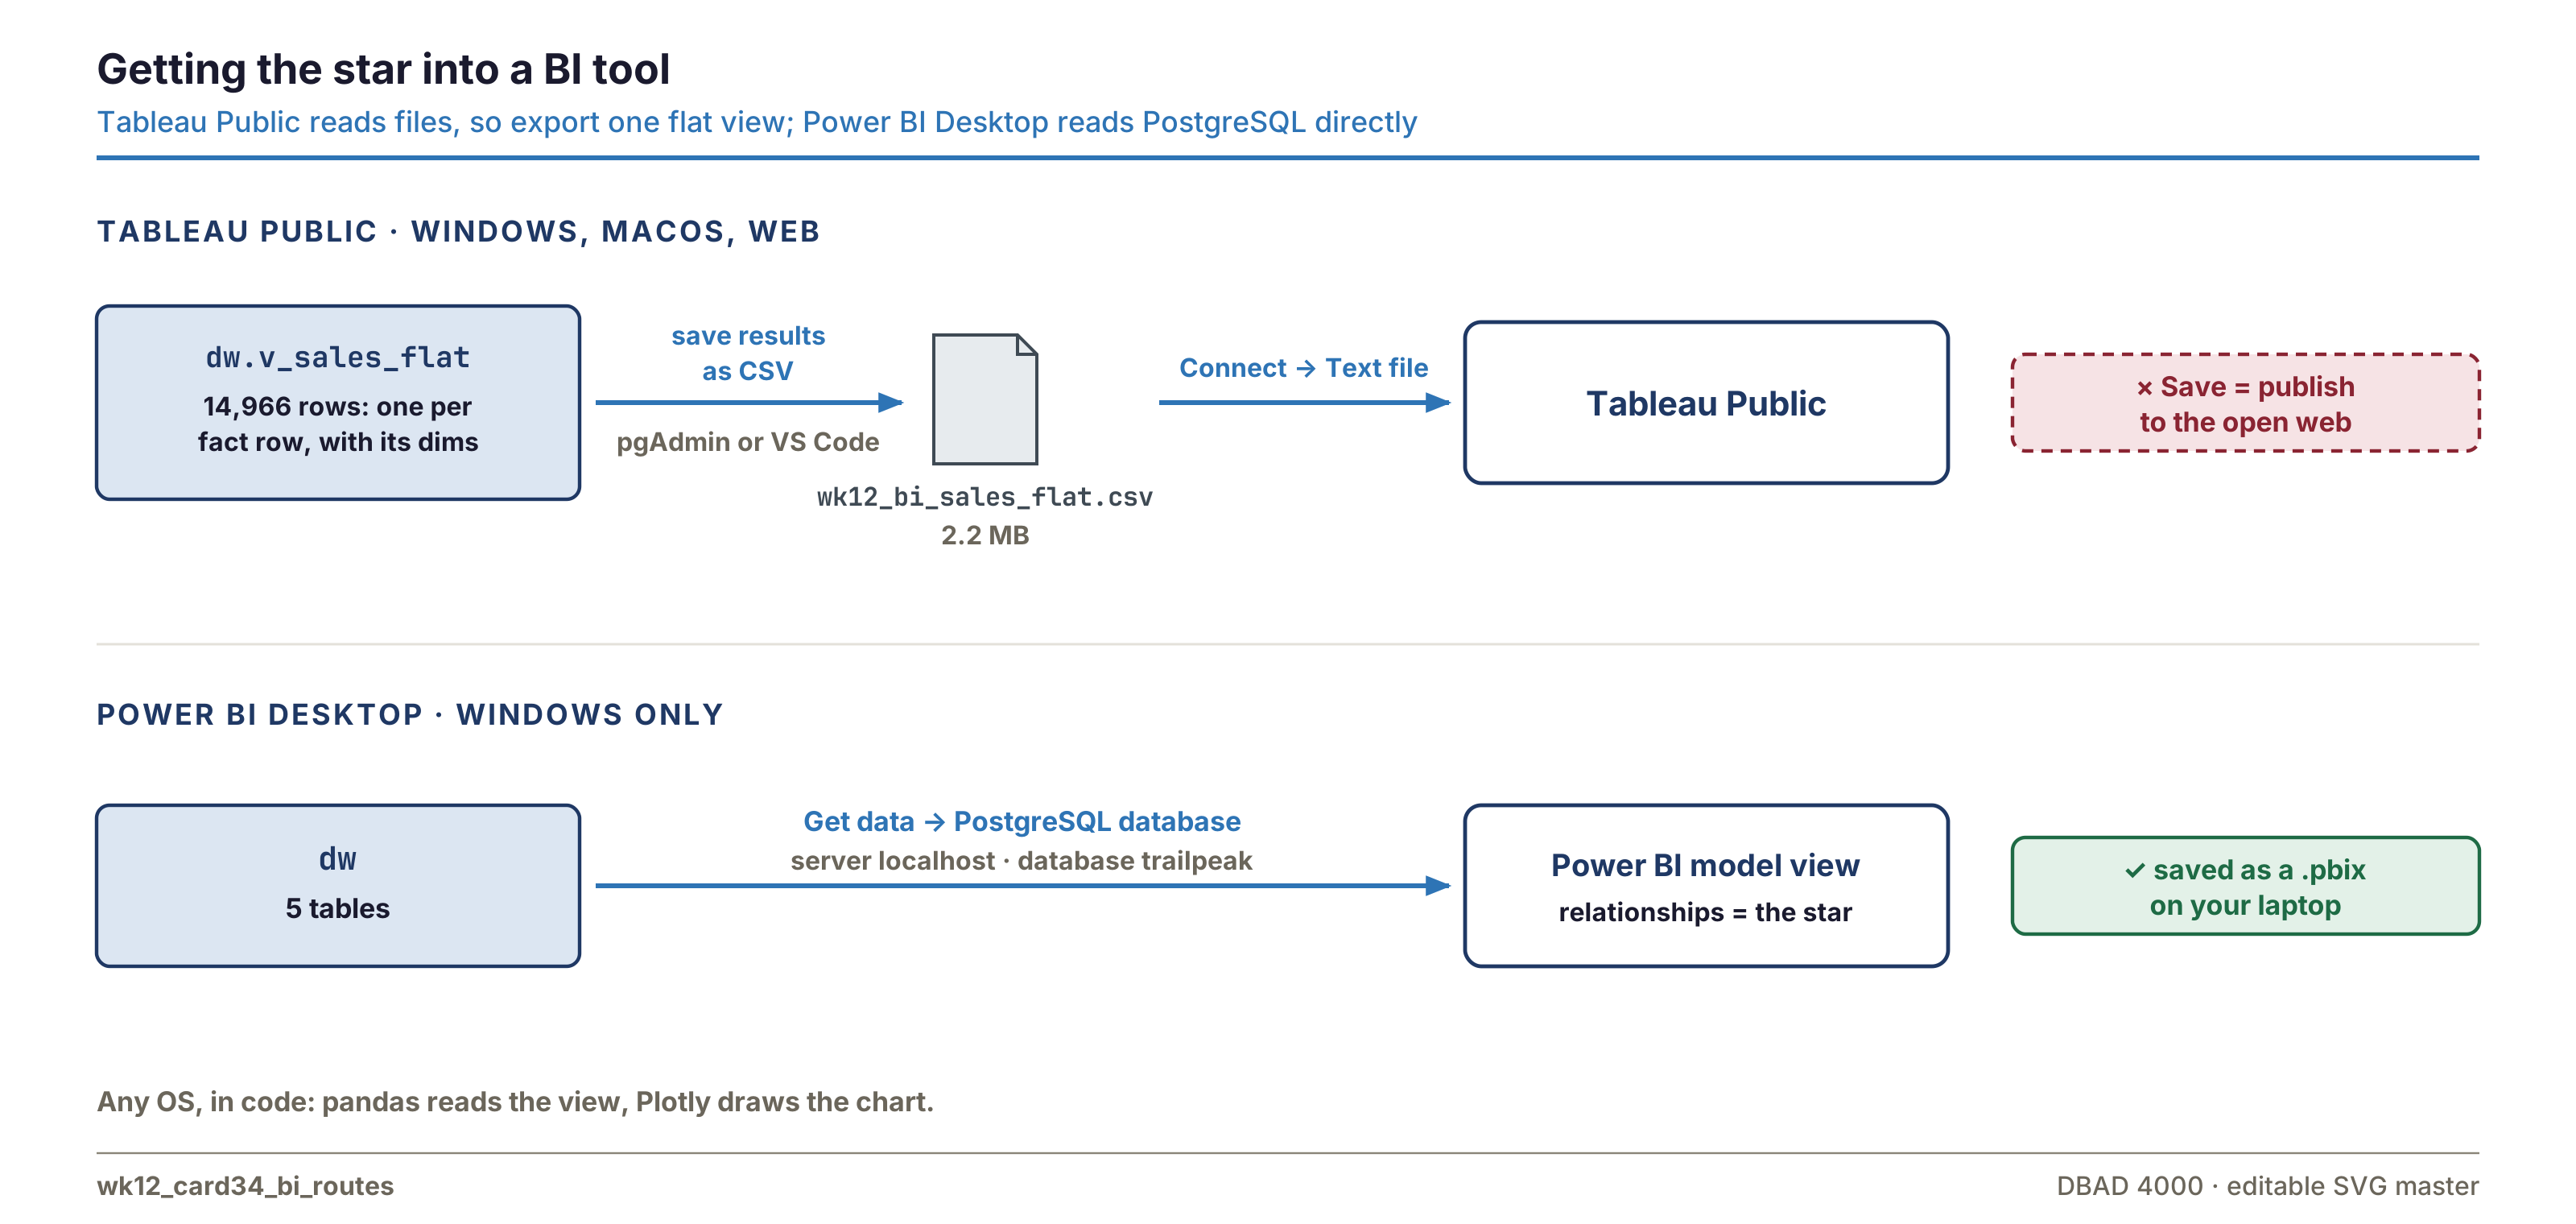 Getting the star into a BI tool
Tableau Public reads files, so export one flat view; Power BI Desktop reads PostgreSQL directly
TABLEAU PUBLIC · WINDOWS, MACOS, WEB
dw.v_sales_flat
14,966 rows: one per
fact row, with its dims
save results
as CSV
pgAdmin or VS Code
wk12_bi_sales_flat.csv
2.2 MB
Connect → Text file
Tableau Public
× Save = publish
to the open web
POWER BI DESKTOP · WINDOWS ONLY
dw
5 tables
Get data → PostgreSQL database
server localhost · database trailpeak
Power BI model view
relationships = the star
✓ saved as a .pbix
on your laptop
Any OS, in code: pandas reads the view, Plotly draws the chart.
wk12_card34_bi_routes
DBAD 4000 · editable SVG master